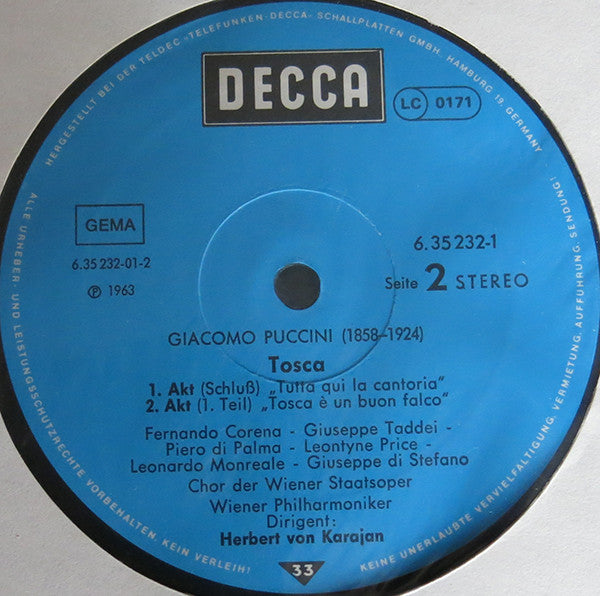 HERGESTELLT BEI DER TELDEC »TELEFUNKEN-DECCA« SCHALLPLATTEN GMBH. HAMBURG 19, GERMANY
DECCA
LC 0171
GEMA
6.35 232-01-2
℗ 1963
6.35 232-1
Seite 2 STEREO
GIACOMO PUCCINI (1858–1924)
Tosca
1. Akt (Schluß) „Tutta qui la cantoria"
2. Akt (1. Teil) „Tosca è un buon falco"
Fernando Corena - Giuseppe Taddei -
Piero di Palma - Leontyne Price -
Leonardo Monreale - Giuseppe di Stefano
Chor der Wiener Staatsoper
Wiener Philharmoniker
Dirigent:
Herbert von Karajan
33
ALLE URHEBER- UND LEISTUNGSSCHUTZRECHTE VORBEHALTEN. KEIN VERLEIH!
KEINE UNERLAUBTE VERVIELFÄLTIGUNG, VERMIETUNG, AUFFÜHRUNG, SENDUNG!